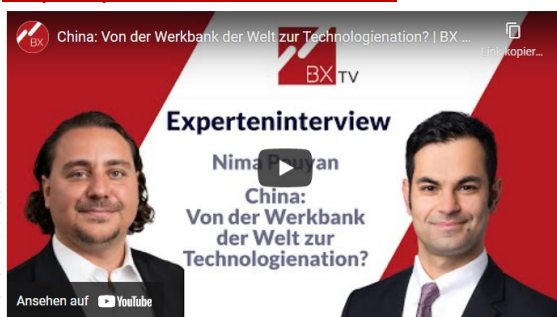 BX
China: Von der Werkbank der Welt zur Technologienation? | BX ...
Link kopier...
BX TV
Experteninterview
Nima Pouyan
China:
Von der Werkbank
der Welt zur
Technologienation?
Ansehen auf YouTube